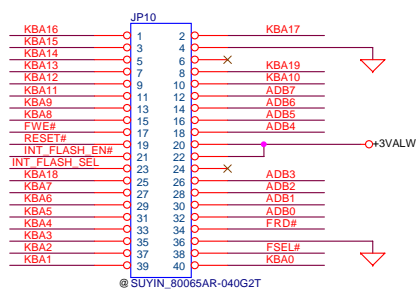 JP10
KBA16 1 2 KBA17
KBA15 3 4
KBA14 5 6
KBA13 7 8 KBA19
KBA12 9 10 KBA10
KBA11 11 12 ADB7
KBA9 13 14 ADB6
KBA8 15 16 ADB5
FWE# 17 18 ADB4
RESET# 19 20 +3VALW
INT_FLASH_EN# 21 22
INT_FLASH_SEL 23 24
KBA18 25 26 ADB3
KBA7 27 28 ADB2
KBA6 29 30 ADB1
KBA5 31 32 ADB0
KBA4 33 34 FRD#
KBA3 35 36
KBA2 37 38 FSEL#
KBA1 39 40 KBA0
@ SUYIN_80065AR-040G2T